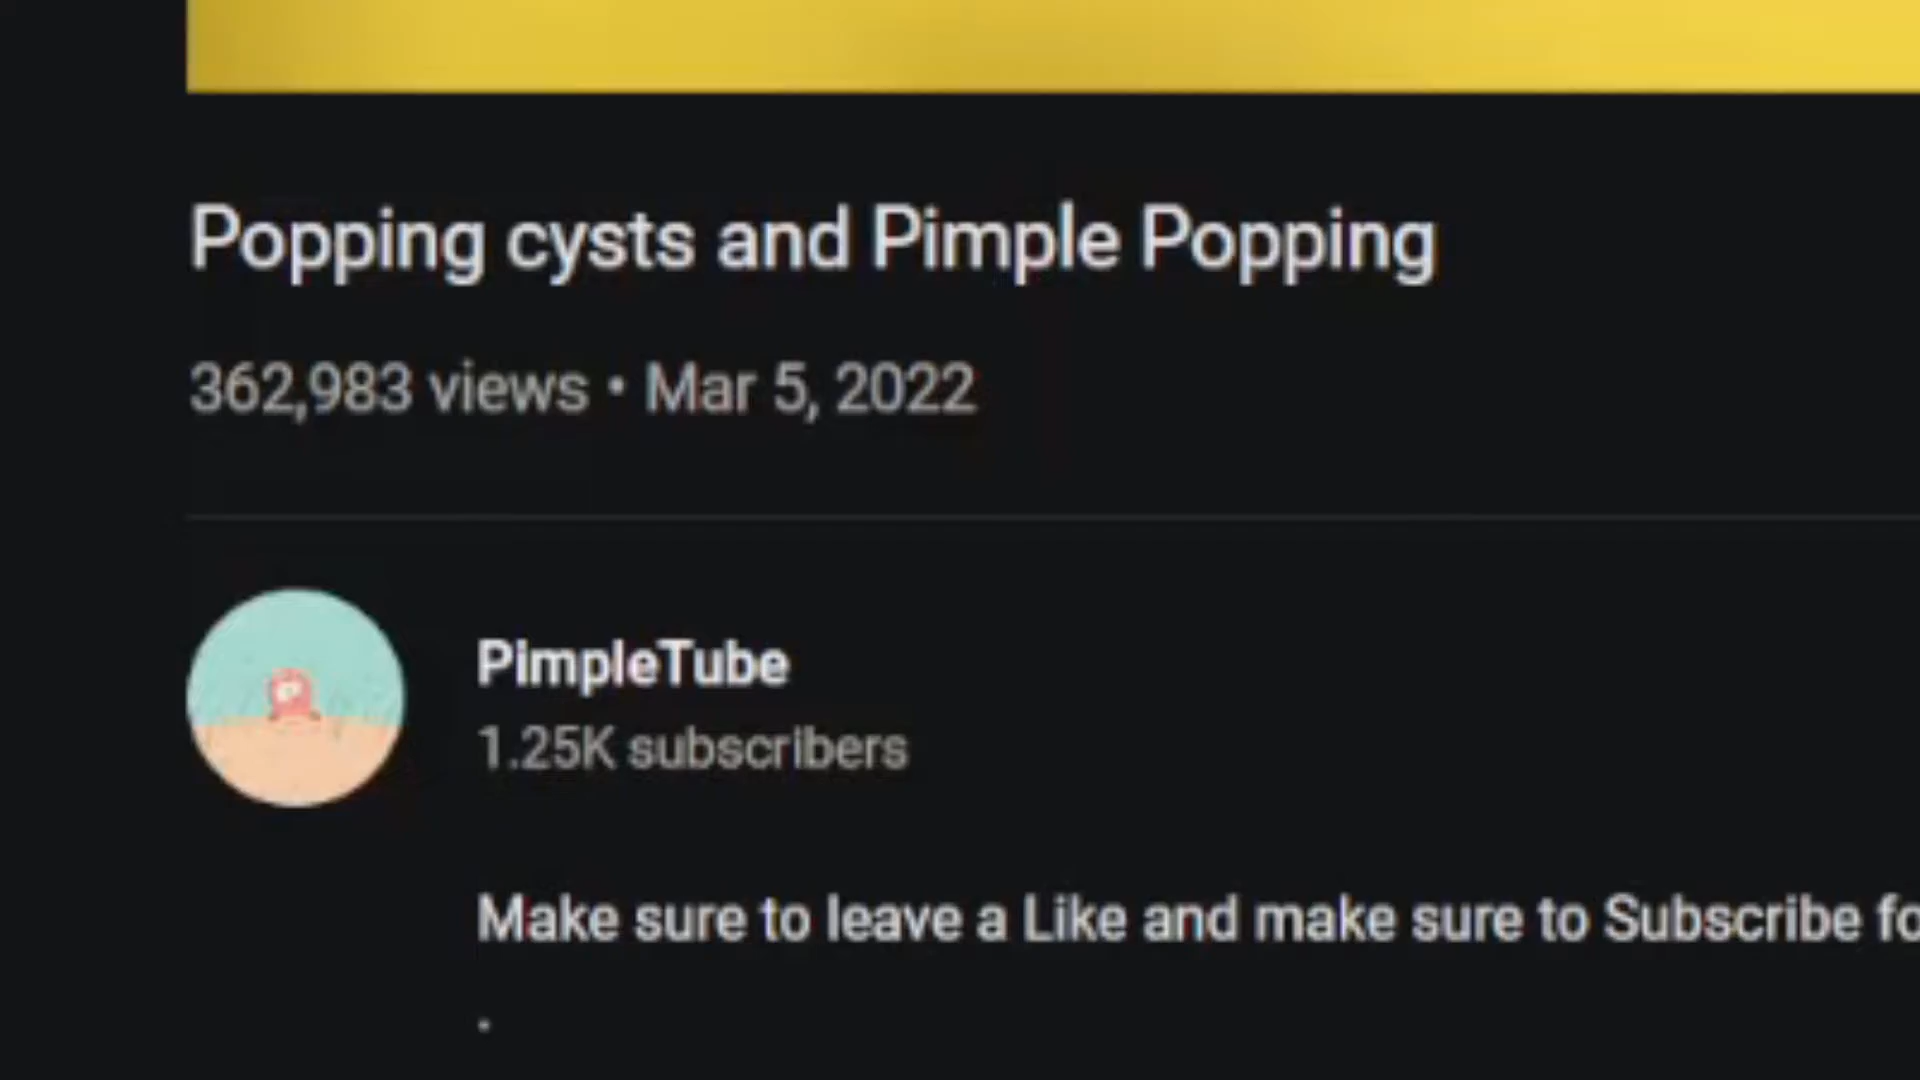 Popping cysts and Pimple Popping
362,983 views • Mar 5, 2022
PimpleTube
1.25K subscribers
Make sure to leave a Like and make sure to Subscribe fo
.